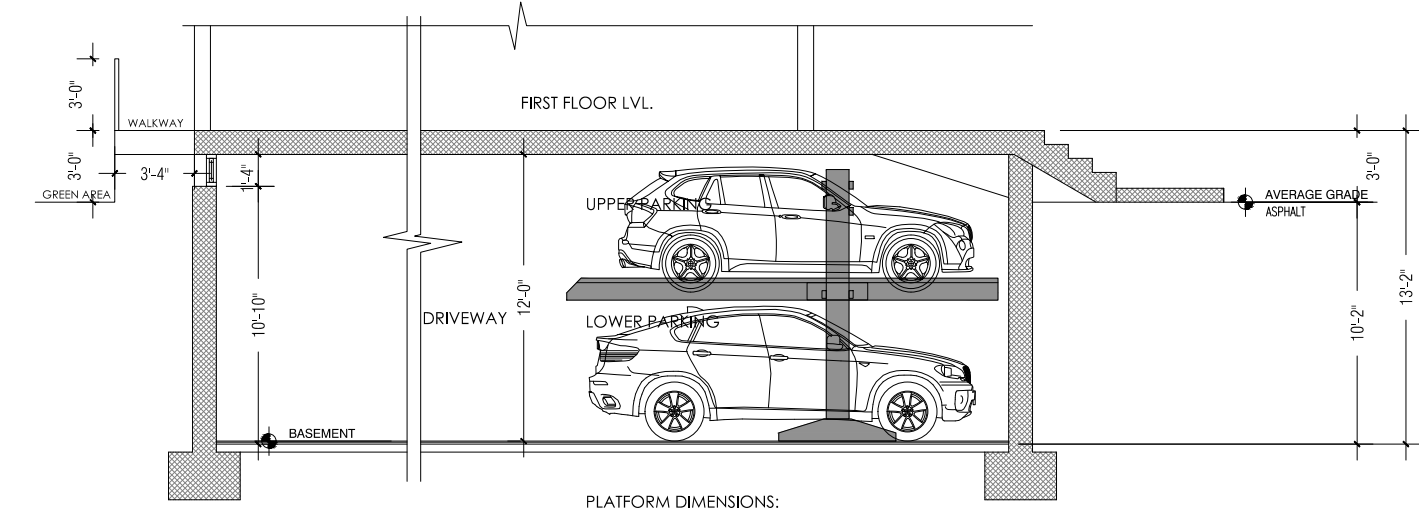 FIRST FLOOR LVL.
3'-0"
WALKWAY
3'-0"
3'-4"
1'-4"
GREEN AREA
UPPER PARKING
3'-0"
AVERAGE GRADE
ASPHALT
10'-10"
12'-0"
DRIVEWAY
LOWER PARKING
10'-2"
13'-2"
BASEMENT
PLATFORM DIMENSIONS: